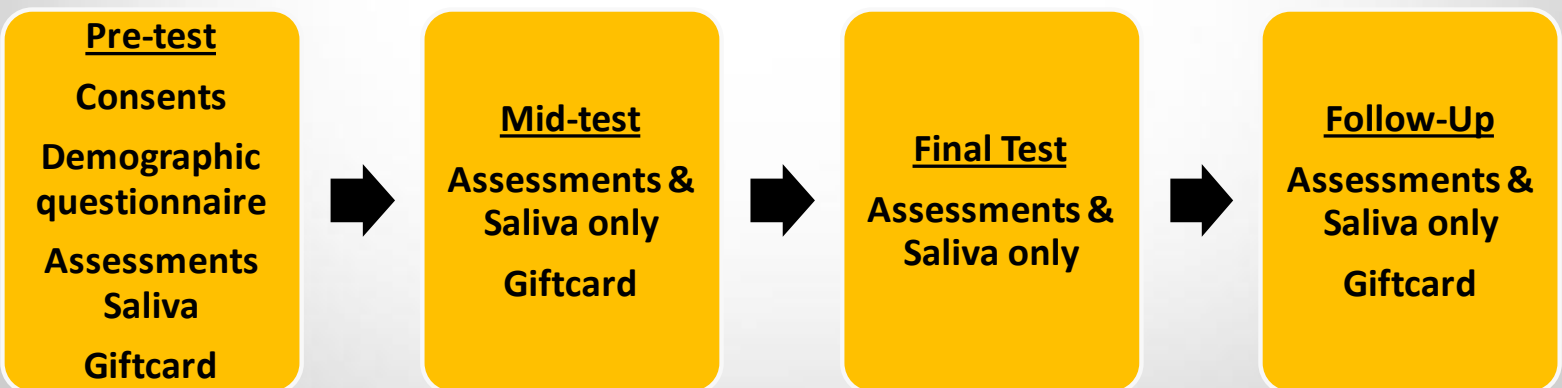 Pre-test
Consents
Demographic
questionnaire
Assessments
Saliva
Giftcard
Mid-test
Assessments &
Saliva only
Giftcard
Final Test
Assessments &
Saliva only
Follow-Up
Assessments &
Saliva only
Giftcard